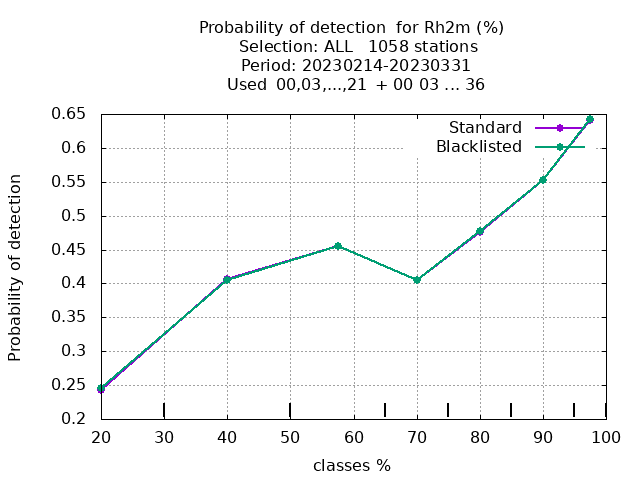 Probability of detection  for Rh2m (%)
Selection: ALL   1058 stations
Period: 20230214-20230331
Used  00,03,...,21  + 00 03 ... 36
Standard
Blacklisted
Probability of detection
0.65
0.6
0.55
0.5
0.45
0.4
0.35
0.3
0.25
0.2
20 30 40 50 60 70 80 90 100
classes %